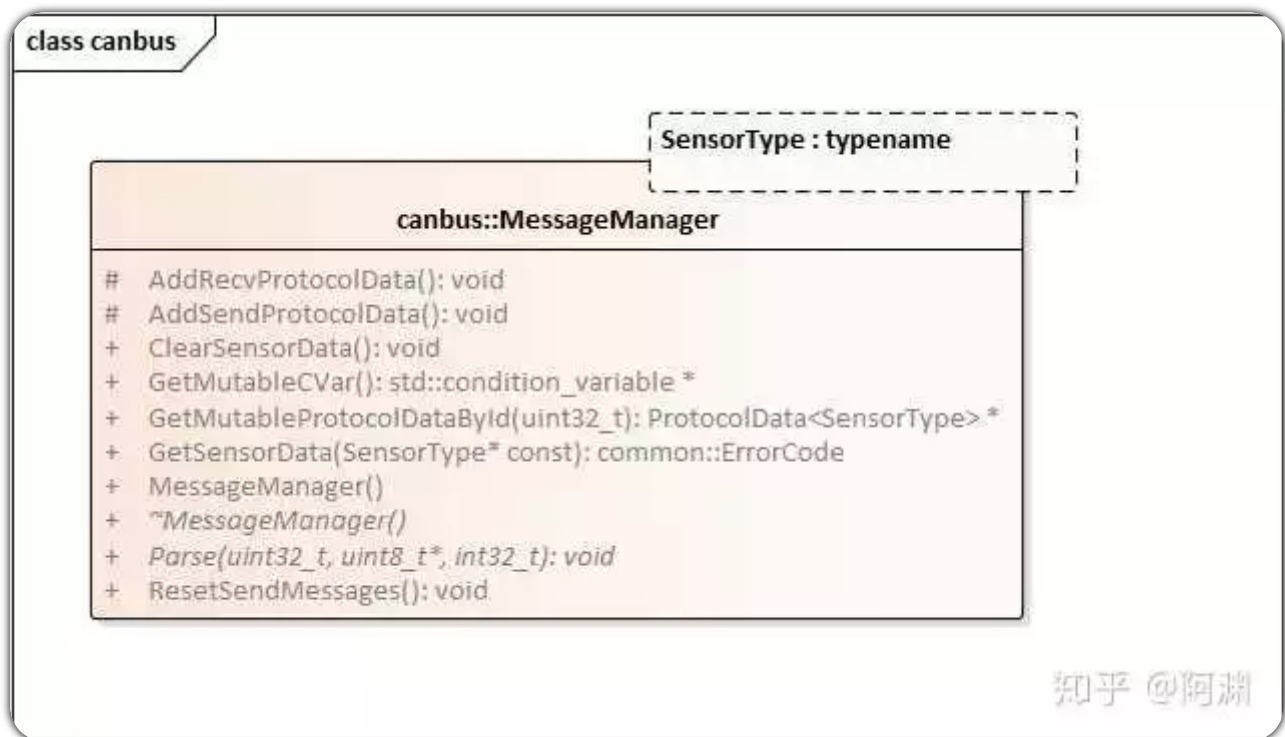 class canbus
SensorType : typename
canbus::MessageManager
# AddRecvProtocolData(): void
# AddSendProtocolData(): void
+ ClearSensorData(): void
+ GetMutableCVar(): std::condition_variable *
+ GetMutableProtocolDataById(uint32_t): ProtocolData<SensorType> *
+ GetSensorData(SensorType* const): common::ErrorCode
+ MessageManager()
+ ~MessageManager()
+ Parse(uint32_t, uint8_t*, int32_t): void
+ ResetSendMessages(): void
知乎 @阿渊